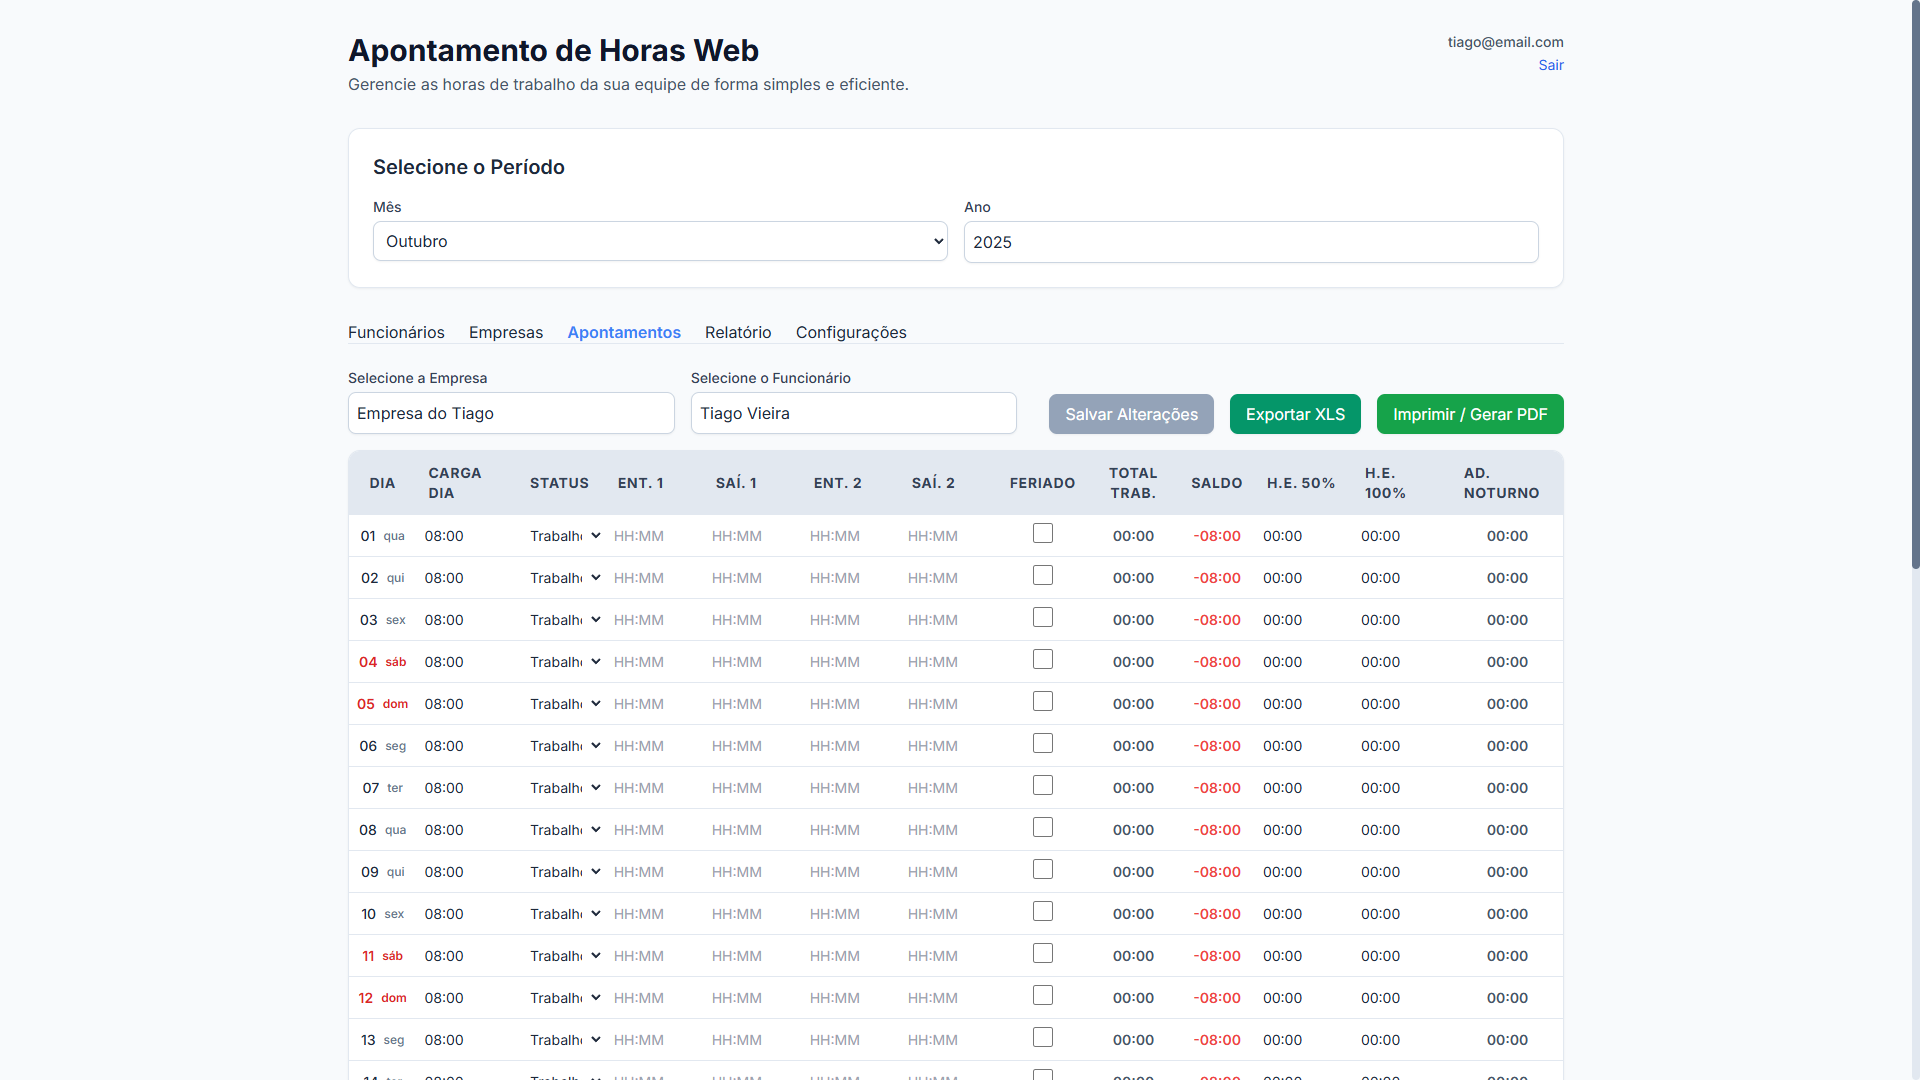 Apontamento de Horas Web
Gerencie as horas de trabalho da sua equipe de forma simples e eficiente.
tiago@email.com
Sair
Selecione o Período
Mês
Ano
Outubro
2025
Funcionários Empresas Apontamentos Relatório Configurações
Selecione a Empresa
Selecione o Funcionário
Empresa do Tiago
Tiago Vieira
Salvar Alterações
Exportar XLS
Imprimir / Gerar PDF
DIA CARGA DIA STATUS ENT. 1 SAÍ. 1 ENT. 2 SAÍ. 2 FERIADO TOTAL TRAB. SALDO H.E. 50% H.E. 100% AD. NOTURNO
01 qua 08:00 Trabalh HH:MM HH:MM HH:MM HH:MM 00:00 -08:00 00:00 00:00 00:00
02 qui 08:00 Trabalh HH:MM HH:MM HH:MM HH:MM 00:00 -08:00 00:00 00:00 00:00
03 sex 08:00 Trabalh HH:MM HH:MM HH:MM HH:MM 00:00 -08:00 00:00 00:00 00:00
04 sáb 08:00 Trabalh HH:MM HH:MM HH:MM HH:MM 00:00 -08:00 00:00 00:00 00:00
05 dom 08:00 Trabalh HH:MM HH:MM HH:MM HH:MM 00:00 -08:00 00:00 00:00 00:00
06 seg 08:00 Trabalh HH:MM HH:MM HH:MM HH:MM 00:00 -08:00 00:00 00:00 00:00
07 ter 08:00 Trabalh HH:MM HH:MM HH:MM HH:MM 00:00 -08:00 00:00 00:00 00:00
08 qua 08:00 Trabalh HH:MM HH:MM HH:MM HH:MM 00:00 -08:00 00:00 00:00 00:00
09 qui 08:00 Trabalh HH:MM HH:MM HH:MM HH:MM 00:00 -08:00 00:00 00:00 00:00
10 sex 08:00 Trabalh HH:MM HH:MM HH:MM HH:MM 00:00 -08:00 00:00 00:00 00:00
11 sáb 08:00 Trabalh HH:MM HH:MM HH:MM HH:MM 00:00 -08:00 00:00 00:00 00:00
12 dom 08:00 Trabalh HH:MM HH:MM HH:MM HH:MM 00:00 -08:00 00:00 00:00 00:00
13 seg 08:00 Trabalh HH:MM HH:MM HH:MM HH:MM 00:00 -08:00 00:00 00:00 00:00